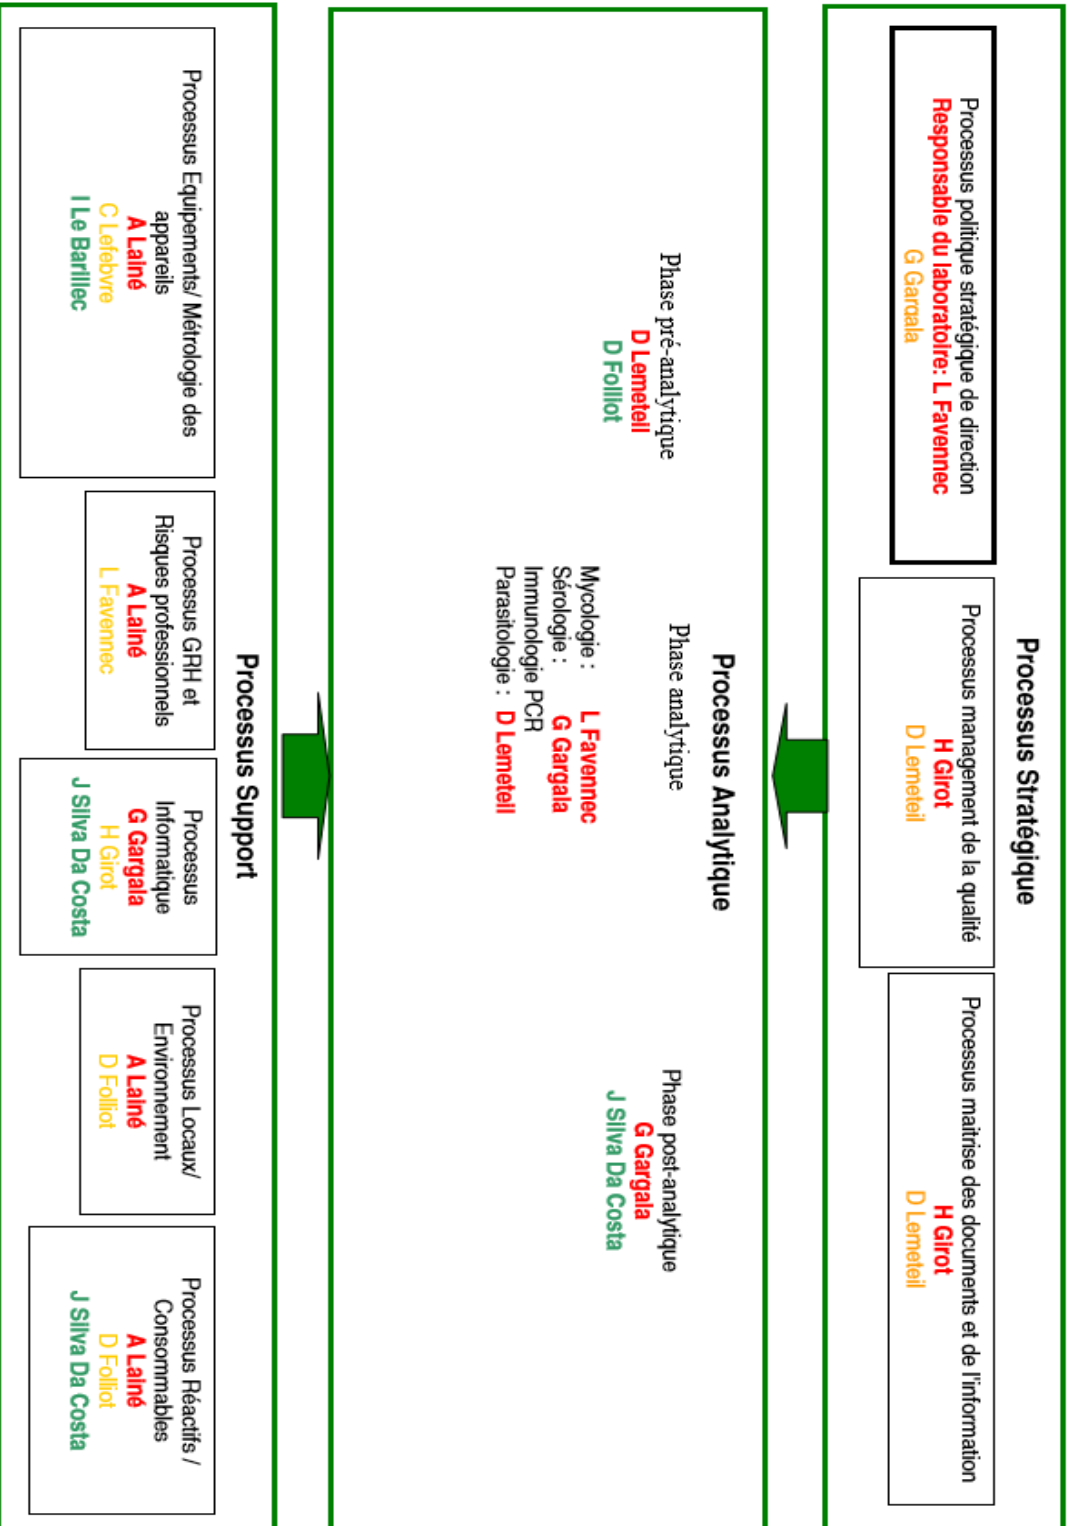 Processus Stratégique
Processus politique stratégique de direction
Responsable du laboratoire: L Favennec
G Gargala
Processus management de la qualité
H Girot
D Lemeteil
Processus maitrise des documents et de l'information
H Girot
D Lemeteil
Processus Analytique
Phase pré-analytique
D Lemeteil
D Folliot
Phase analytique
Mycologie : L Favennec
Sérologie : G Gargala
Immunologie PCR
Parasitologie : D Lemeteil
Phase post-analytique
G Gargala
J Silva Da Costa
Processus Support
Processus Equipements/ Métrologie des
appareils
A Lainé
C Lefebvre
I Le Barillec
Processus GRH et
Risques professionnels
A Lainé
L Favennec
Processus
Informatique
G Gargala
H Girot
J Silva Da Costa
Processus Locaux/
Environnement
A Lainé
D Folliot
Processus Réactifs /
Consommables
A Lainé
D Folliot
J Silva Da Costa